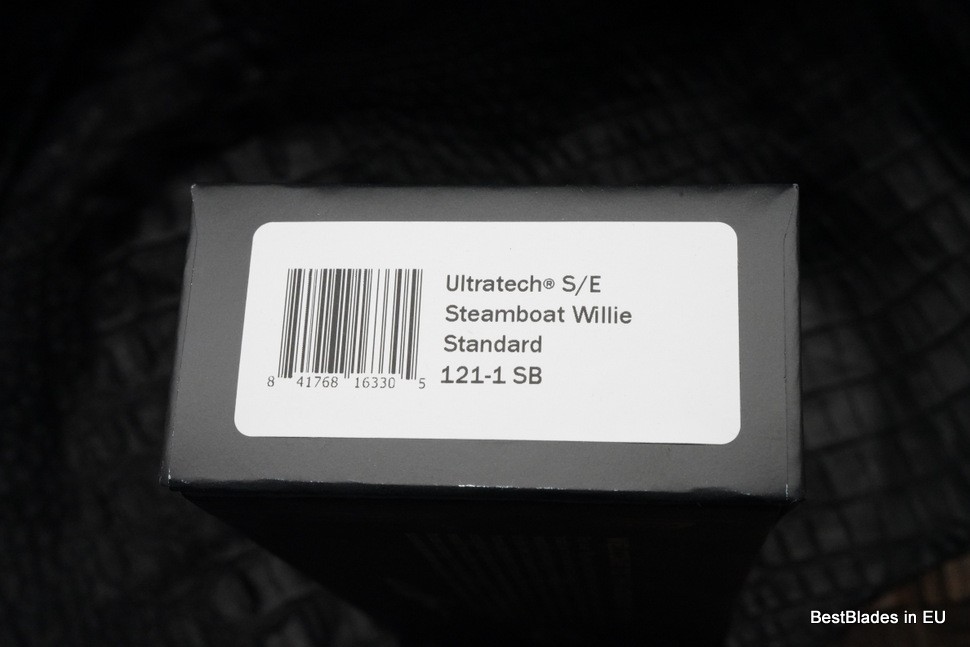 Ultratech® S/E
Steamboat Willie
Standard
121-1 SB
8 41768 16330 5
BestBlades in EU